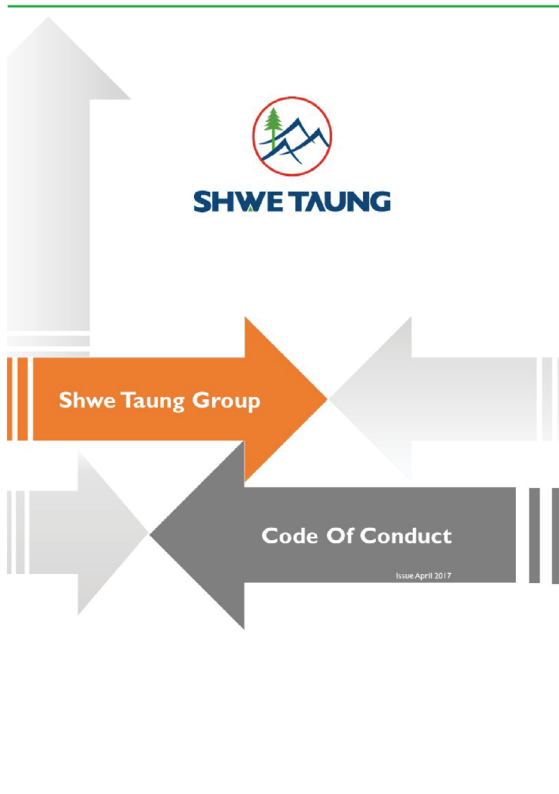 SHWE TAUNG
Shwe Taung Group
Code Of Conduct
Issue April 2017